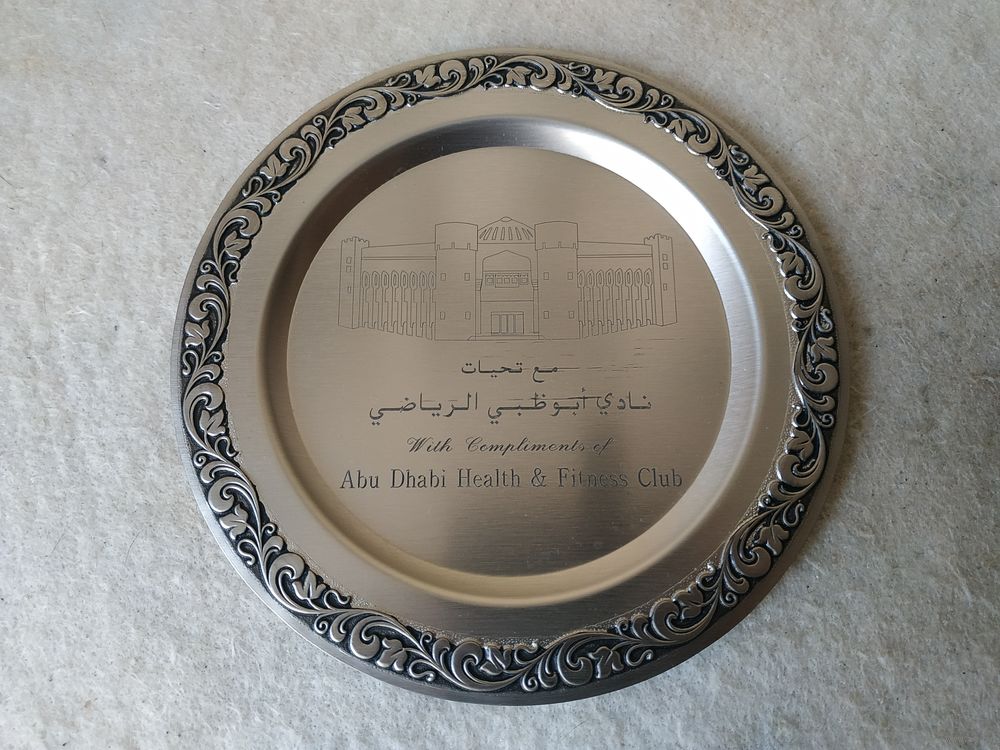 مع تحيات
نادي أبوظبي الرياضي
With Compliments of
Abu Dhabi Health & Fitness Club